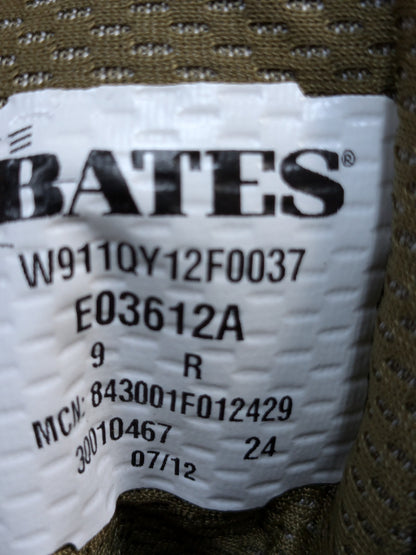 BATES®
W911QY12F0037
E03612A
9 R
MCN: 843001F012429
30010467 24
07/12